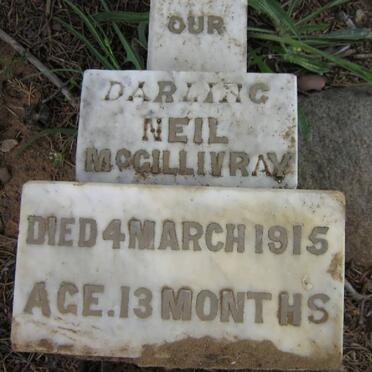 OUR
DARLING
NEIL
McGILLIVRAY
DIED 4 MARCH 1915
AGE. 13 MONTHS